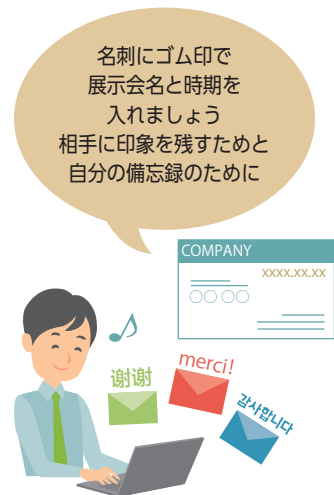 名刺にゴム印で
展示会名と時期を
入れましょう
相手に印象を残すためと
自分の備忘録のために
COMPANY
XXXX.XX.XX
○○ ○○
谢谢
merci!
감사합니다